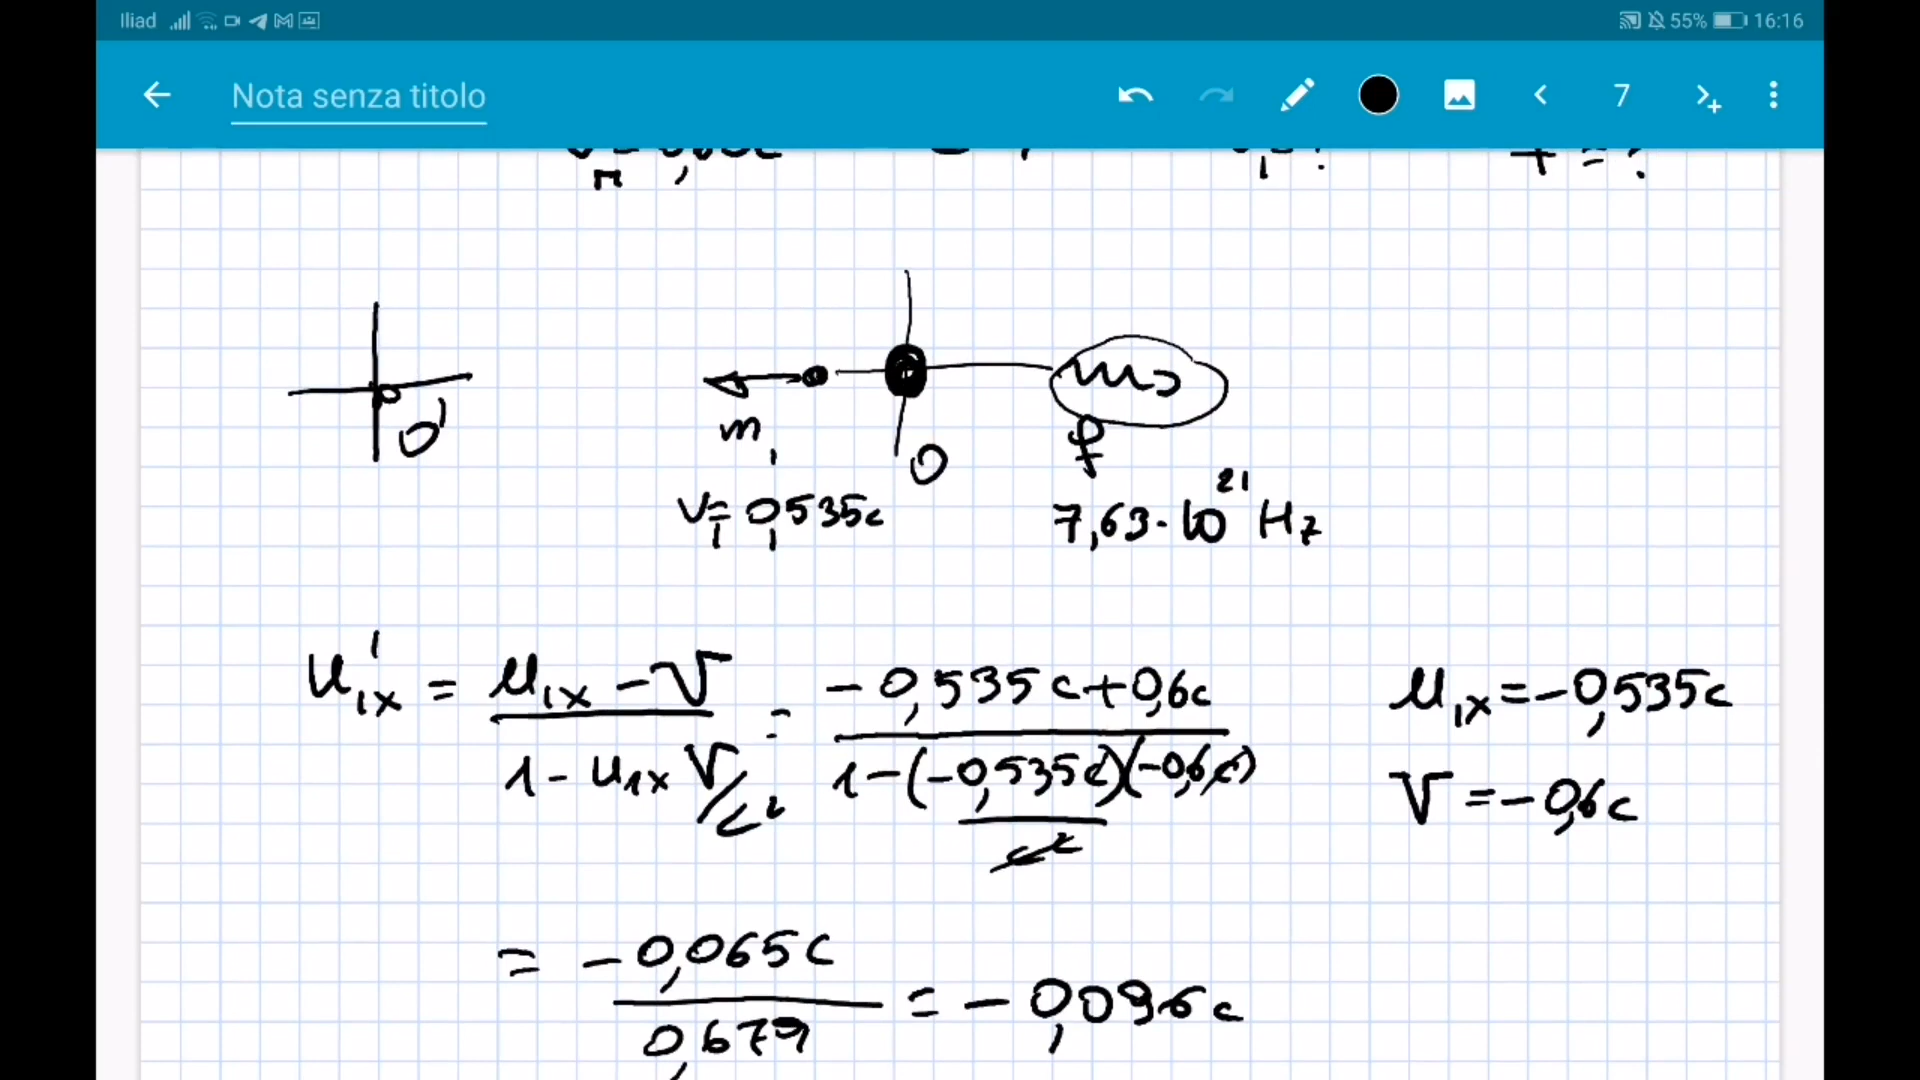 Iliad 55% 16:16
Nota senza titolo 7
O' m₁ O f
v₁ = 0,535c 7,63·10²¹ Hz
u'₁ₓ = (u₁ₓ - V) / (1 - u₁ₓ V/c²) = (-0,535c + 0,6c) / (1 - (-0,535c)(-0,6c)/c²) u₁ₓ = -0,535c
V = -0,6c
= -0,065c / 0,679 = -0,096c